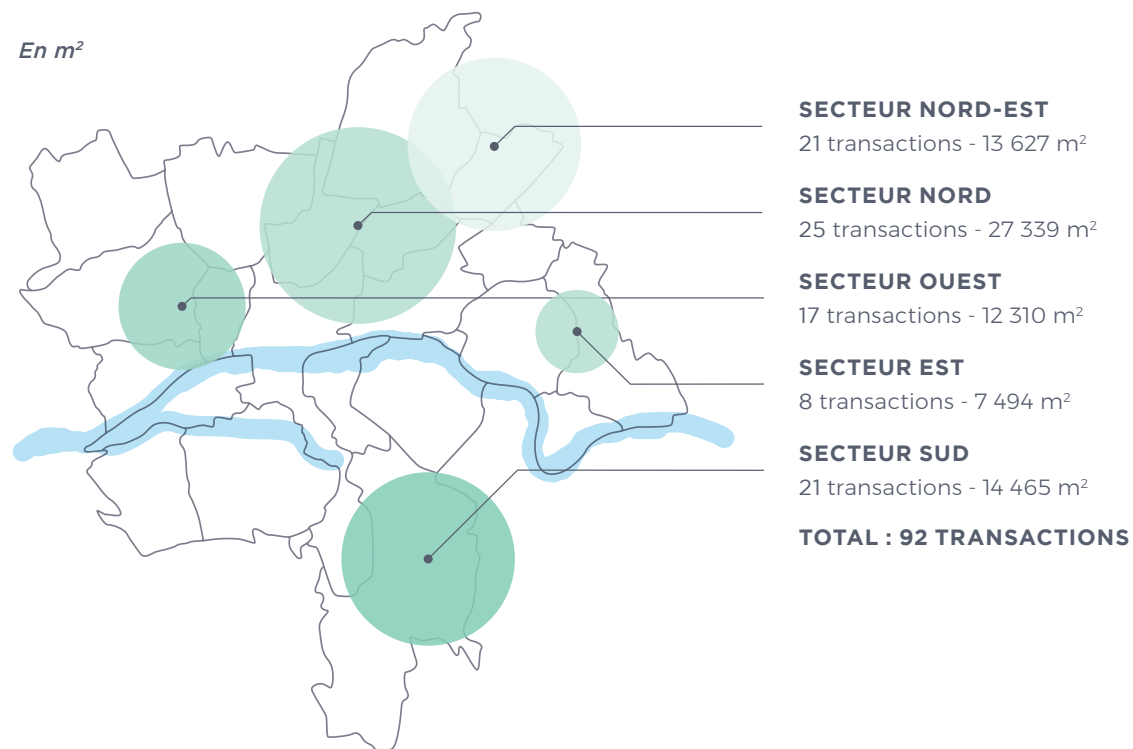 En m²
SECTEUR NORD-EST
21 transactions - 13 627 m²
SECTEUR NORD
25 transactions - 27 339 m²
SECTEUR OUEST
17 transactions - 12 310 m²
SECTEUR EST
8 transactions - 7 494 m²
SECTEUR SUD
21 transactions - 14 465 m²
TOTAL : 92 TRANSACTIONS